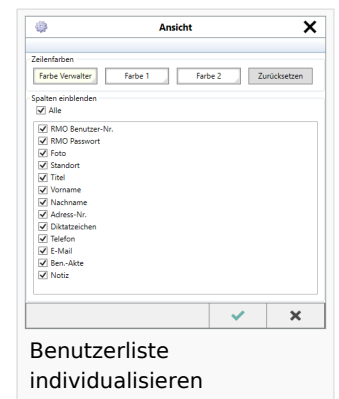 Ansicht
Zeilenfarben
Farbe Verwalter Farbe 1 Farbe 2 Zurücksetzen
Spalten einblenden
Alle
RMO Benutzer-Nr.
RMO Passwort
Foto
Standort
Titel
Vorname
Nachname
Adress-Nr.
Diktatzeichen
Telefon
E-Mail
Ben.-Akte
Notiz
Benutzerliste
individualisieren